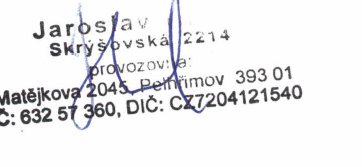 Jaroslav
Skrýšovská 2214
provozovna:
Matějkova 2045, Pelhřimov 393 01
Č: 632 57 360, DIČ: CZ7204121540